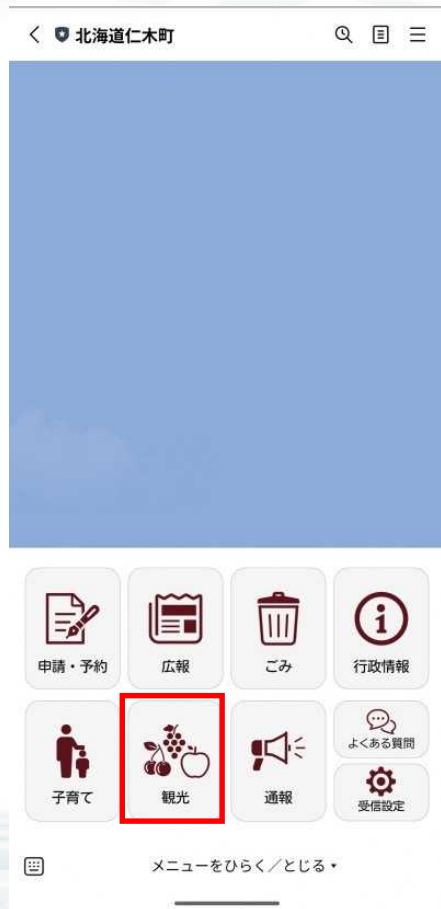 北海道仁木町
申請・予約
広報
ごみ
行政情報
子育て
観光
通報
よくある質問
受信設定
メニューをひらく／とじる